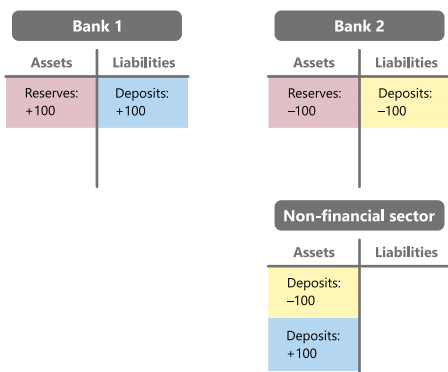 Bank 1
Assets
Liabilities
Reserves:
+100
Deposits:
+100
Bank 2
Assets
Liabilities
Reserves:
–100
Deposits:
–100
Non-financial sector
Assets
Liabilities
Deposits:
–100
Deposits:
+100